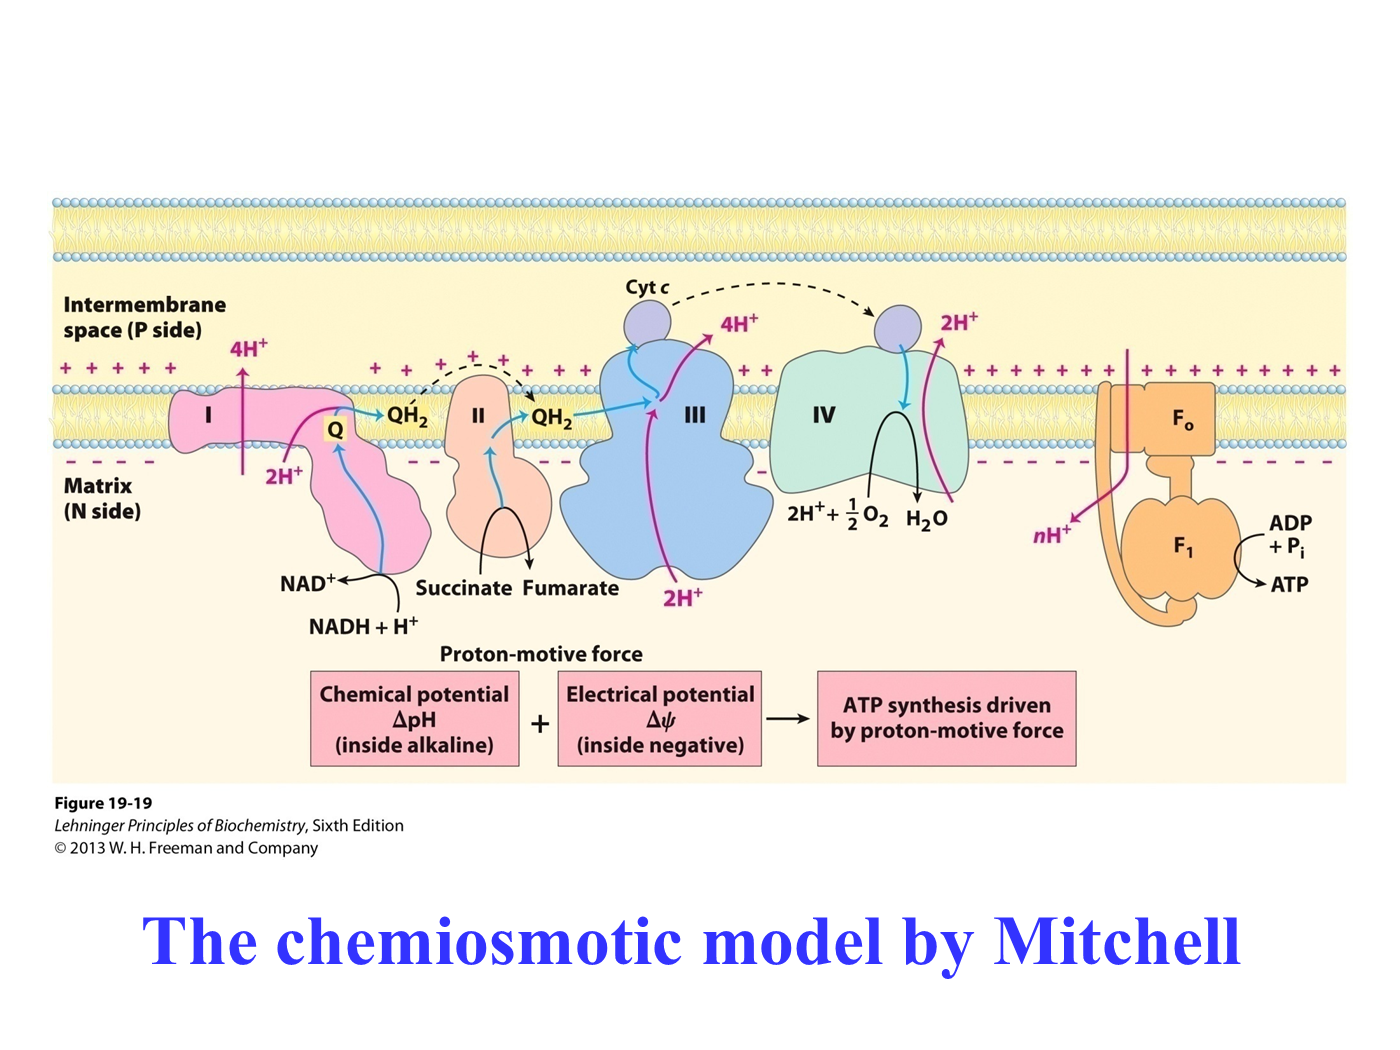 Cyt c
Intermembrane
space (P side)
4H⁺
4H⁺
2H⁺
+ + + + +
+ + + + + + + + + +
+ +
+ + + + + + + + + + + + + +
I
Q
QH₂
II
QH₂
III
IV
Fₒ
2H⁺
– – – –
– –
– –
–
– – – – –
– – – – –
Matrix
(N side)
2H⁺ + ½O₂
H₂O
nH⁺
F₁
ADP
+ Pᵢ
ATP
NAD⁺
NADH + H⁺
Succinate
Fumarate
2H⁺
Proton-motive force
Chemical potential
ΔpH
(inside alkaline)
+
Electrical potential
Δψ
(inside negative)
ATP synthesis driven
by proton-motive force
Figure 19-19
Lehninger Principles of Biochemistry, Sixth Edition
© 2013 W. H. Freeman and Company
The chemiosmotic model by Mitchell